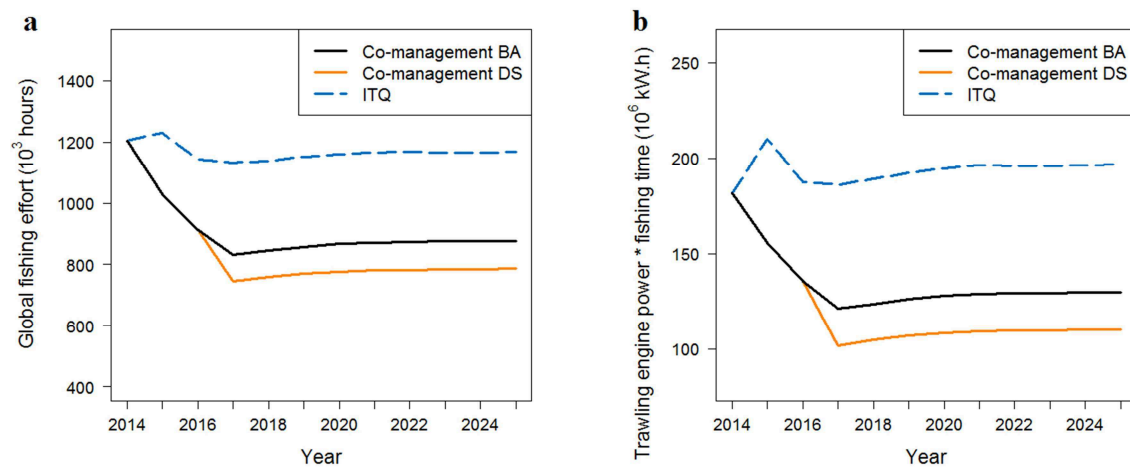 a
Global fishing effort (10³ hours)
1400
1200
1000
800
600
400
Co-management BA
Co-management DS
ITQ
2014 2016 2018 2020 2022 2024
Year
b
Trawling engine power * fishing time (10⁶ kW.h)
250
200
150
100
Co-management BA
Co-management DS
ITQ
2014 2016 2018 2020 2022 2024
Year